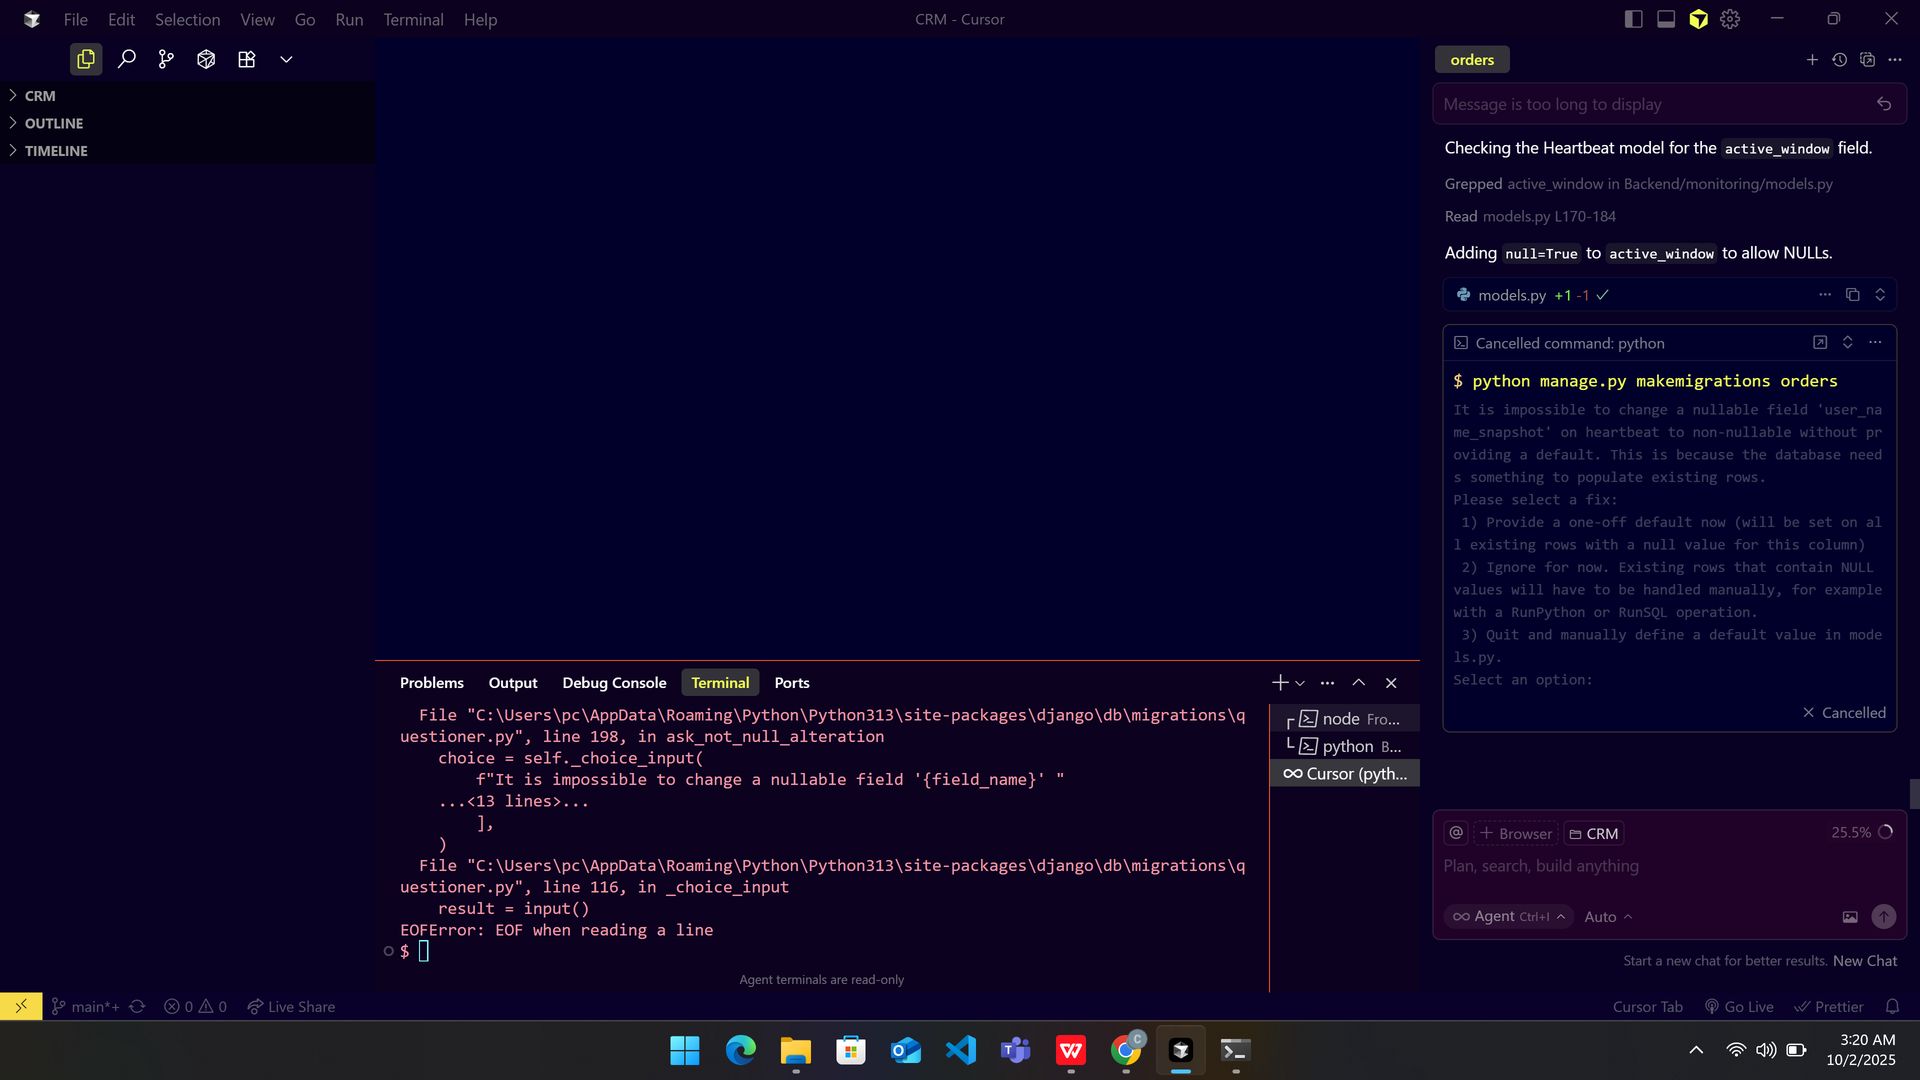 File Edit Selection View Go Run Terminal Help
CRM - Cursor
CRM
OUTLINE
TIMELINE
Problems Output Debug Console Terminal Ports
File "C:\Users\pc\AppData\Roaming\Python\Python313\site-packages\django\db\migrations\q
uestioner.py", line 198, in ask_not_null_alteration
choice = self._choice_input(
f"It is impossible to change a nullable field '{field_name}' "
...<13 lines>...
],
)
File "C:\Users\pc\AppData\Roaming\Python\Python313\site-packages\django\db\migrations\q
uestioner.py", line 116, in _choice_input
result = input()
EOFError: EOF when reading a line
$
Agent terminals are read-only
node Fro...
python B...
Cursor (pyth...
orders
Message is too long to display
Checking the Heartbeat model for the active_window field.
Grepped active_window in Backend/monitoring/models.py
Read models.py L170-184
Adding null=True to active_window to allow NULLs.
models.py +1 -1
Cancelled command: python
$ python manage.py makemigrations orders
It is impossible to change a nullable field 'user_na
me_snapshot' on heartbeat to non-nullable without pr
oviding a default. This is because the database need
s something to populate existing rows.
Please select a fix:
1) Provide a one-off default now (will be set on al
l existing rows with a null value for this column)
2) Ignore for now. Existing rows that contain NULL
values will have to be handled manually, for example
with a RunPython or RunSQL operation.
3) Quit and manually define a default value in mode
ls.py.
Select an option:
Cancelled
@ + Browser CRM 25.5%
Plan, search, build anything
Agent Ctrl+I Auto
Start a new chat for better results. New Chat
main*+ 0 0 Live Share
Cursor Tab Go Live Prettier
3:20 AM
10/2/2025